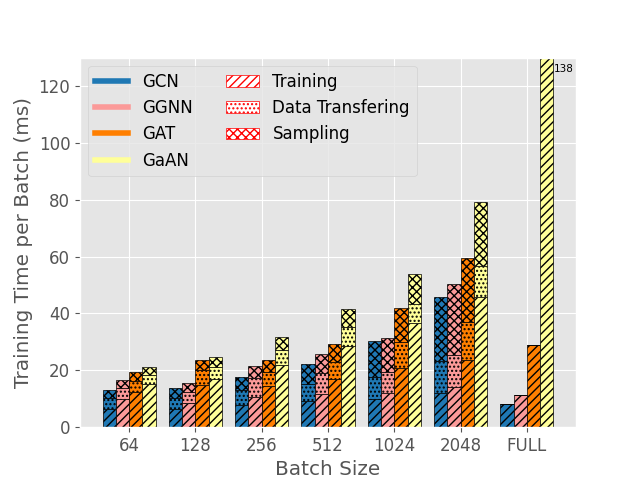 Training Time per Batch (ms)
120
100
80
60
40
20
0
GCN
GGNN
GAT
GaAN
Training
Data Transfering
Sampling
138
64 128 256 512 1024 2048 FULL
Batch Size